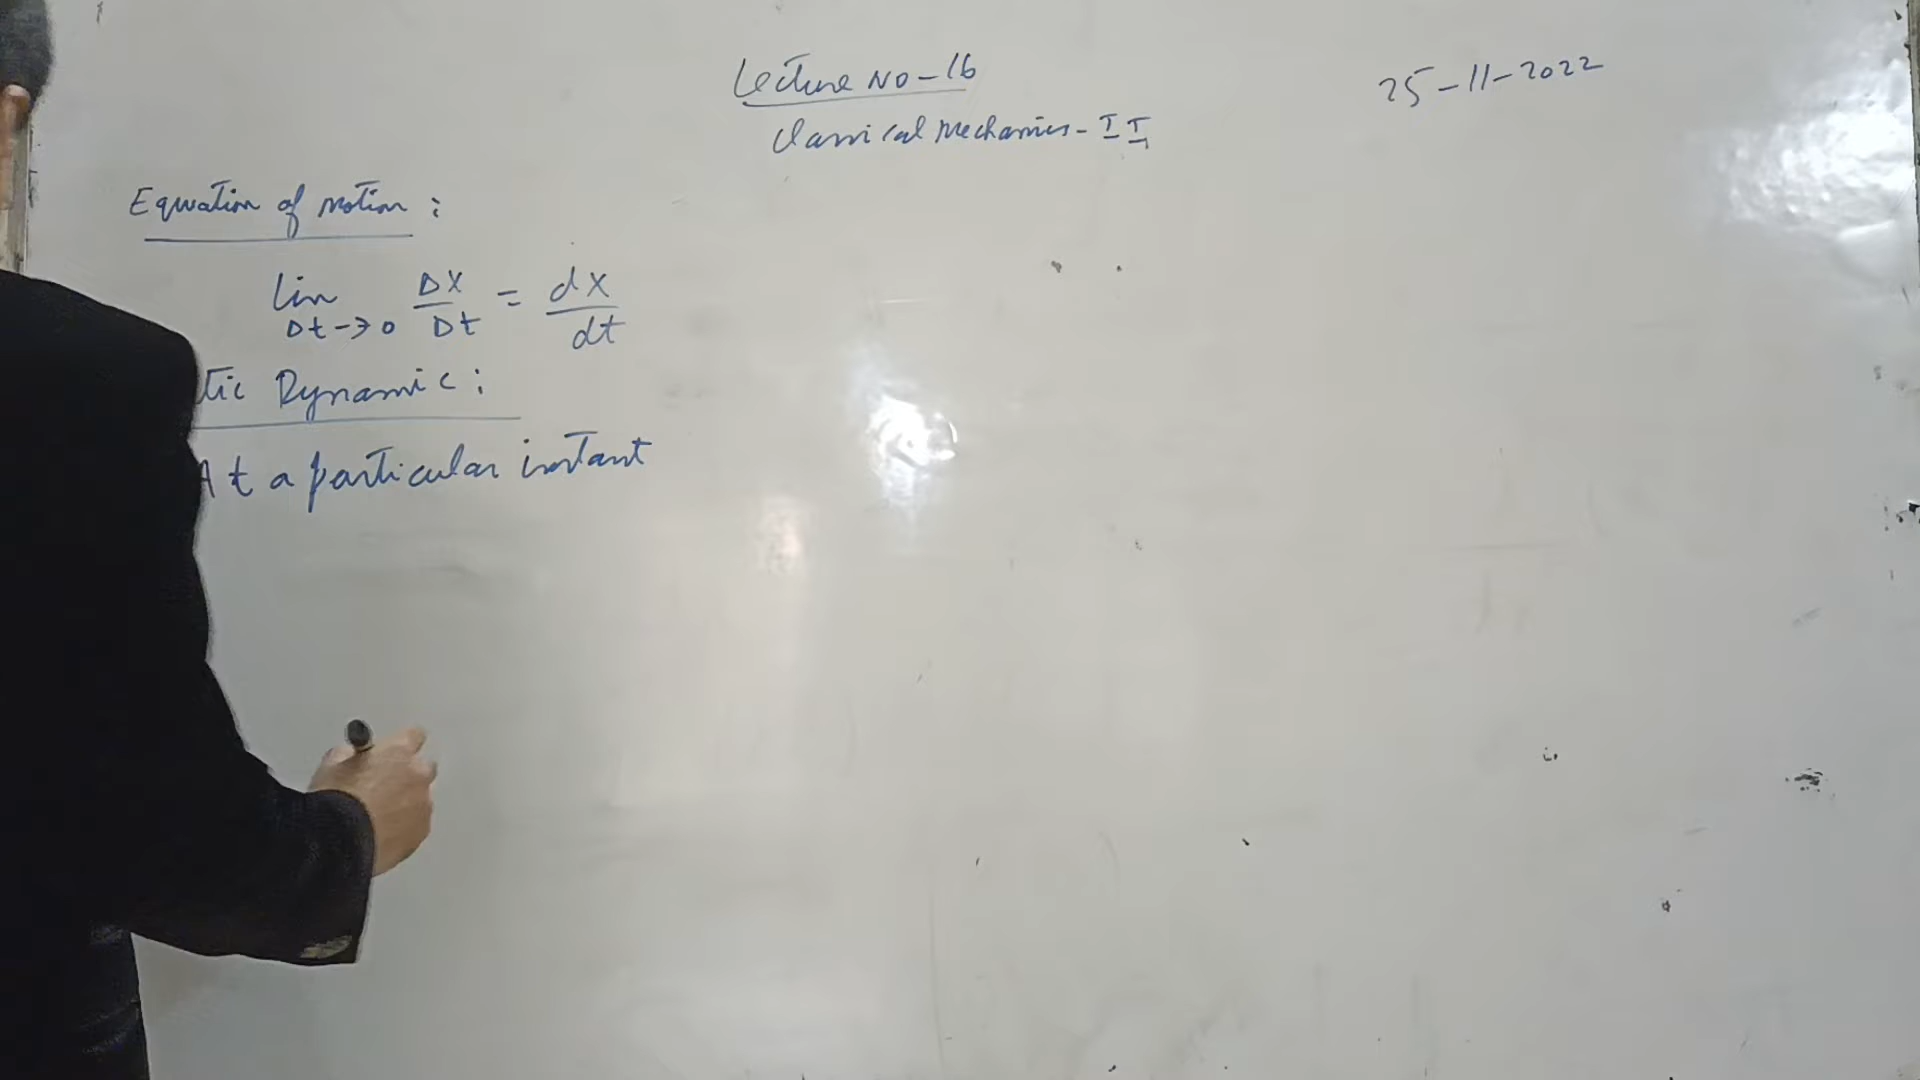 Lecture No-16
25-11-2022
Classical Mechanics-II
Equation of motion :
lim Δt→0 ΔX/Δt = dX/dt
tic Dynamic :
At a particular instant